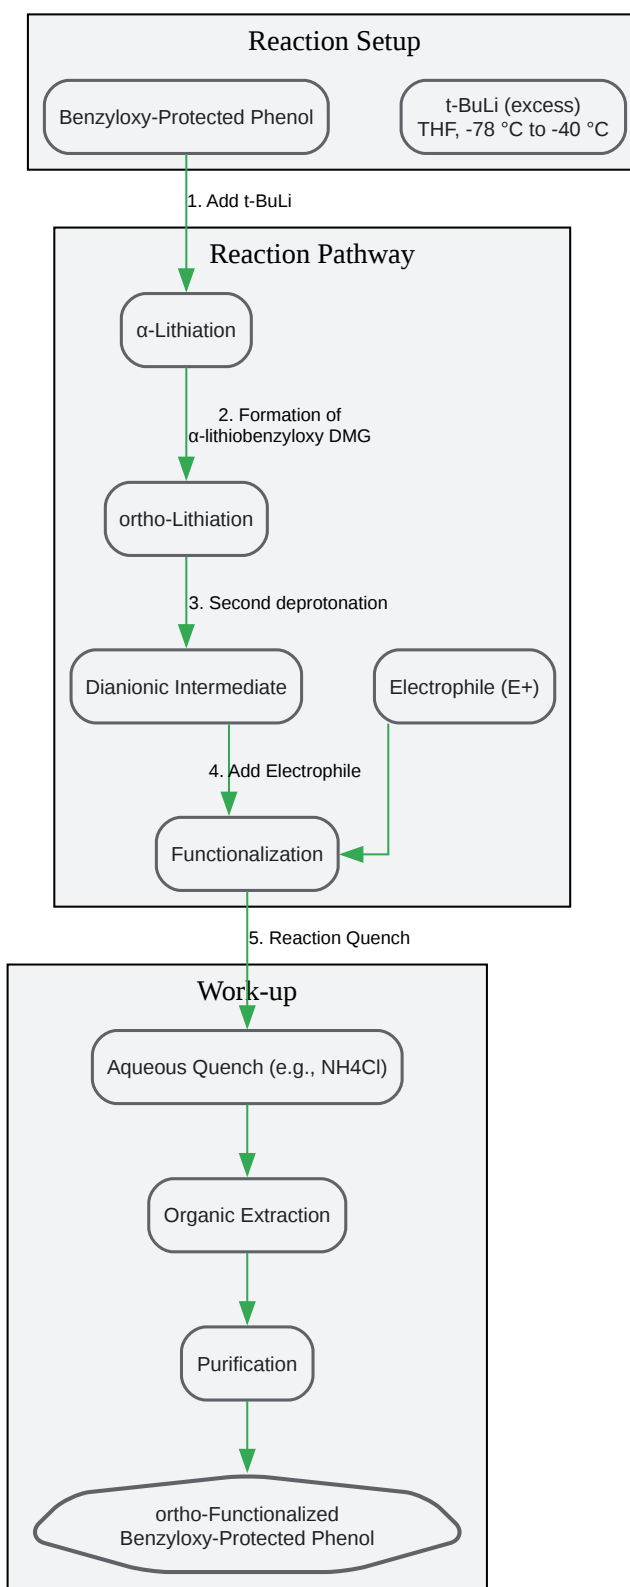 Reaction Setup
Benzyloxy-Protected Phenol
t-BuLi (excess)
THF, -78 °C to -40 °C
1. Add t-BuLi
Reaction Pathway
α-Lithiation
2. Formation of
α-lithiobenzyloxy DMG
ortho-Lithiation
3. Second deprotonation
Dianionic Intermediate
Electrophile (E+)
4. Add Electrophile
Functionalization
5. Reaction Quench
Work-up
Aqueous Quench (e.g., NH4Cl)
Organic Extraction
Purification
ortho-Functionalized
Benzyloxy-Protected Phenol